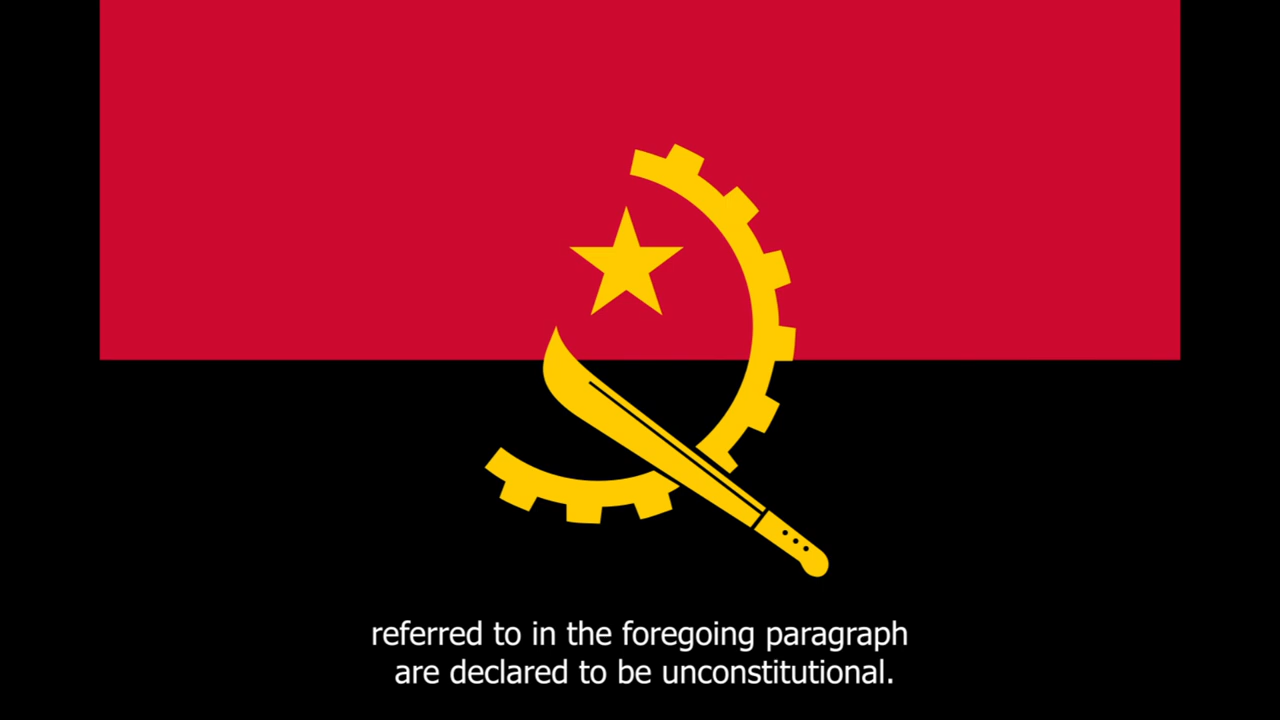 referred to in the foregoing paragraph
are declared to be unconstitutional.